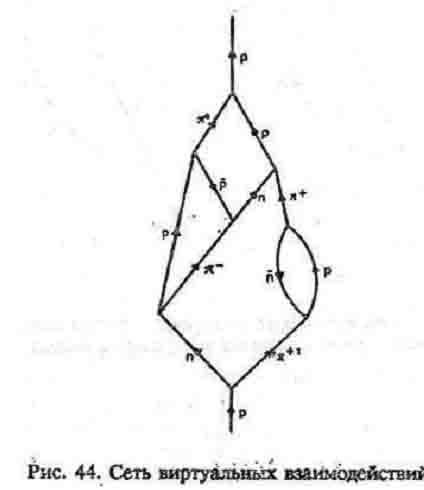 p
π°
p
p̄
n
π⁺
p
π⁻
n̄
p
n
π⁺
p
Рис. 44. Сеть виртуальных взаимодействий